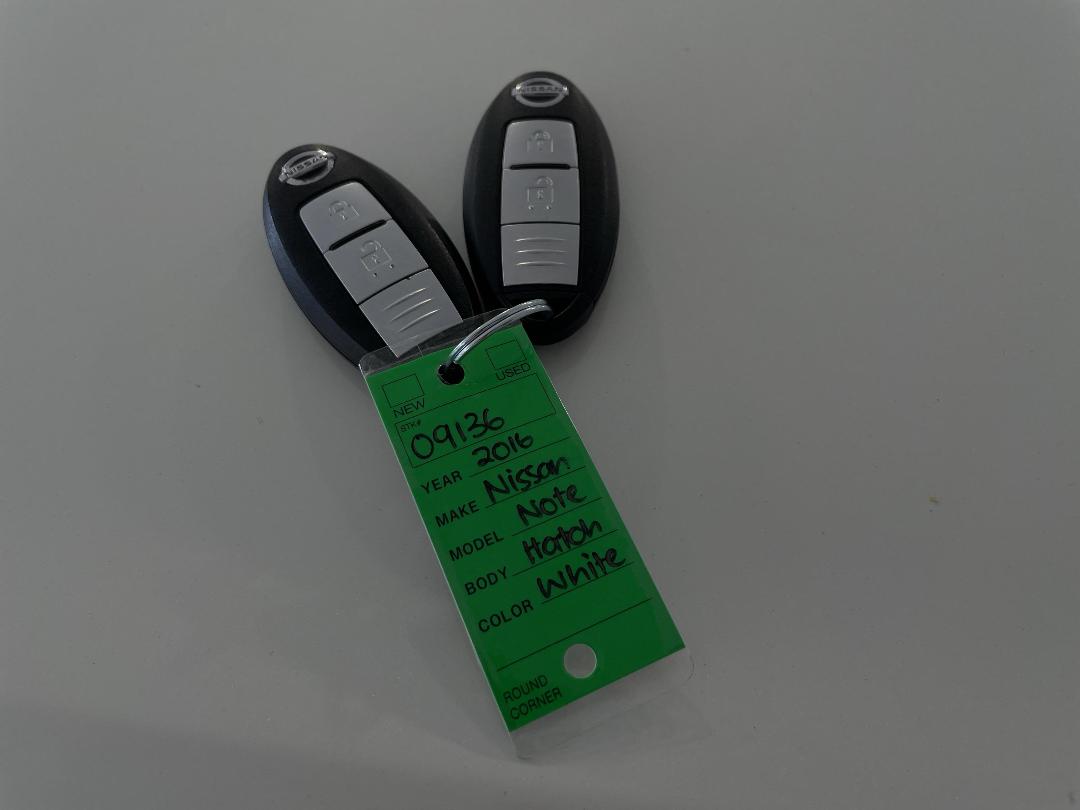 NISSAN
NISSAN
NEW USED
STK# 09136
YEAR 2016
MAKE Nissan
MODEL Note
BODY Hatch
COLOR White
ROUND
CORNER